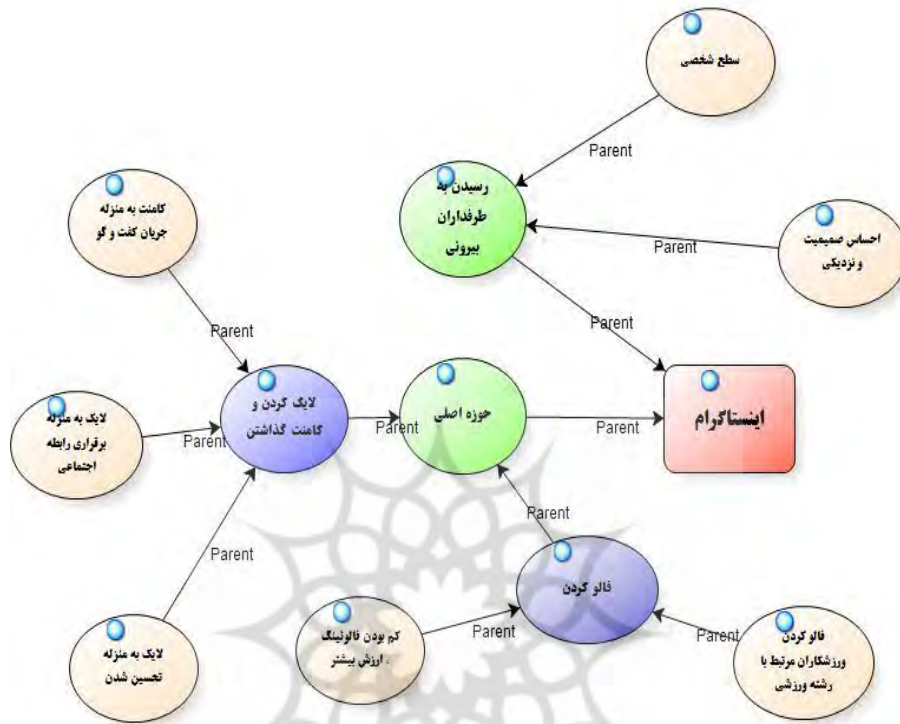 سطح شخصی
Parent
رسیدن به
طرفداران
بیرونی
احساس صمیمیت
و نزدیکی
Parent
Parent
کامنت به منزله
جریان گفت و گو
Parent
لایک کردن و
کامنت گذاشتن
حوزه اصلی
اینستاگرام
Parent
Parent
لایک به منزله
برقراری رابطه
اجتماعی
Parent
Parent
Parent
لایک به منزله
تحسین شدن
فالو کردن
کم بودن فالوئینگ
، ارزش بیشتر
Parent
Parent
فالو کردن
ورزشکاران مرتبط با
رشته ورزشی